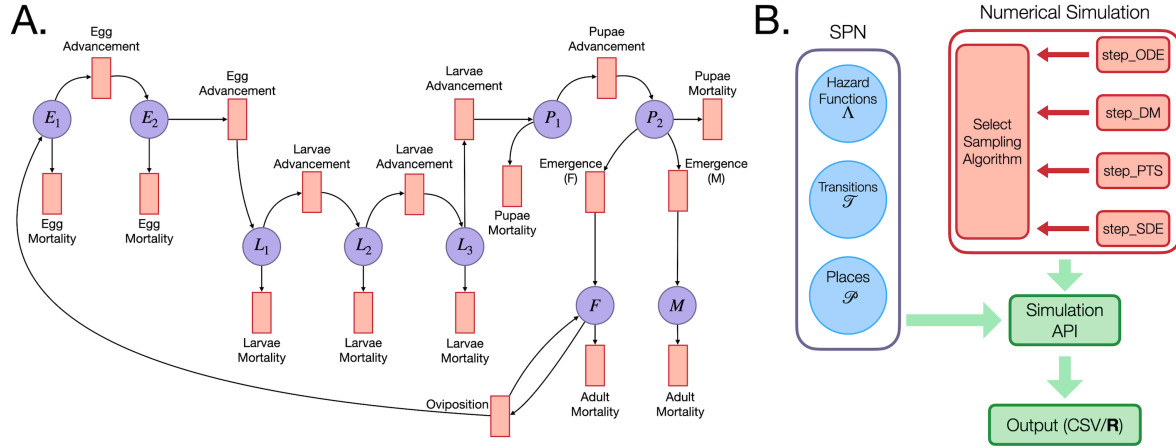 A.
Egg
Advancement
E1
E2
Egg
Mortality
Egg
Mortality
Egg
Advancement
Larvae
Advancement
Larvae
Advancement
Larvae
Advancement
L1
L2
L3
Larvae
Mortality
Larvae
Mortality
Larvae
Mortality
Pupae
Advancement
P1
P2
Pupae
Mortality
Pupae
Mortality
Emergence
(F)
Emergence
(M)
F
M
Oviposition
Adult
Mortality
Adult
Mortality
B.
SPN
Hazard
Functions
Λ
Transitions
𝒯
Places
𝒫
Numerical Simulation
Select
Sampling
Algorithm
step_ODE
step_DM
step_PTS
step_SDE
Simulation
API
Output (CSV/R)